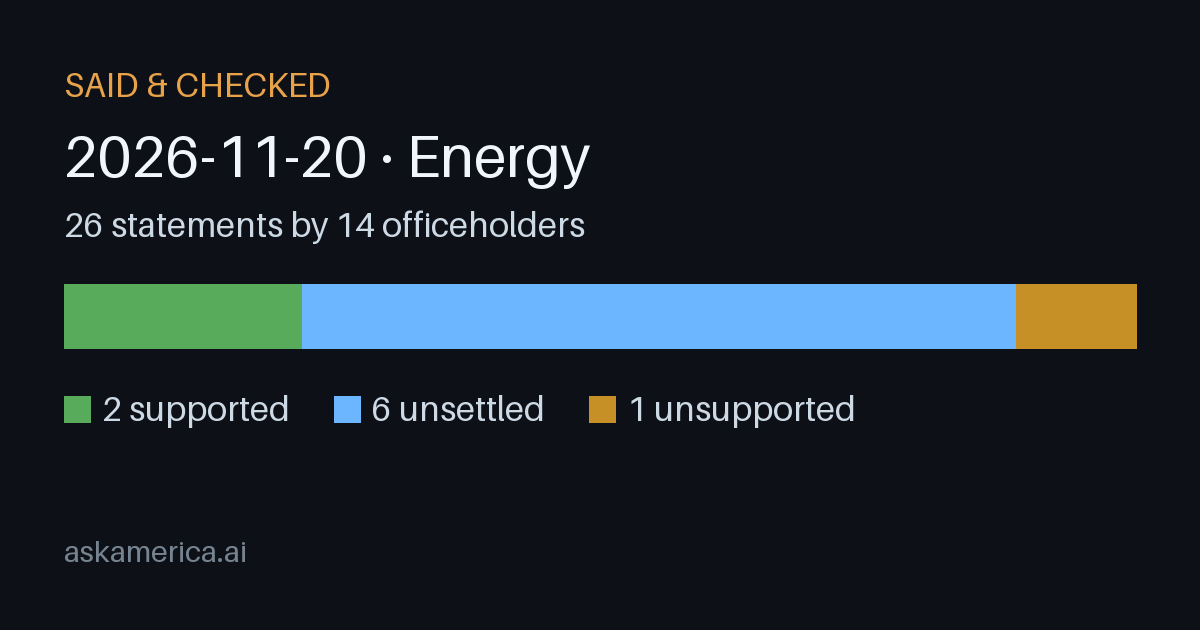 SAID & CHECKED
2026-11-20 · Energy
26 statements by 14 officeholders
2 supported 6 unsettled 1 unsupported
askamerica.ai